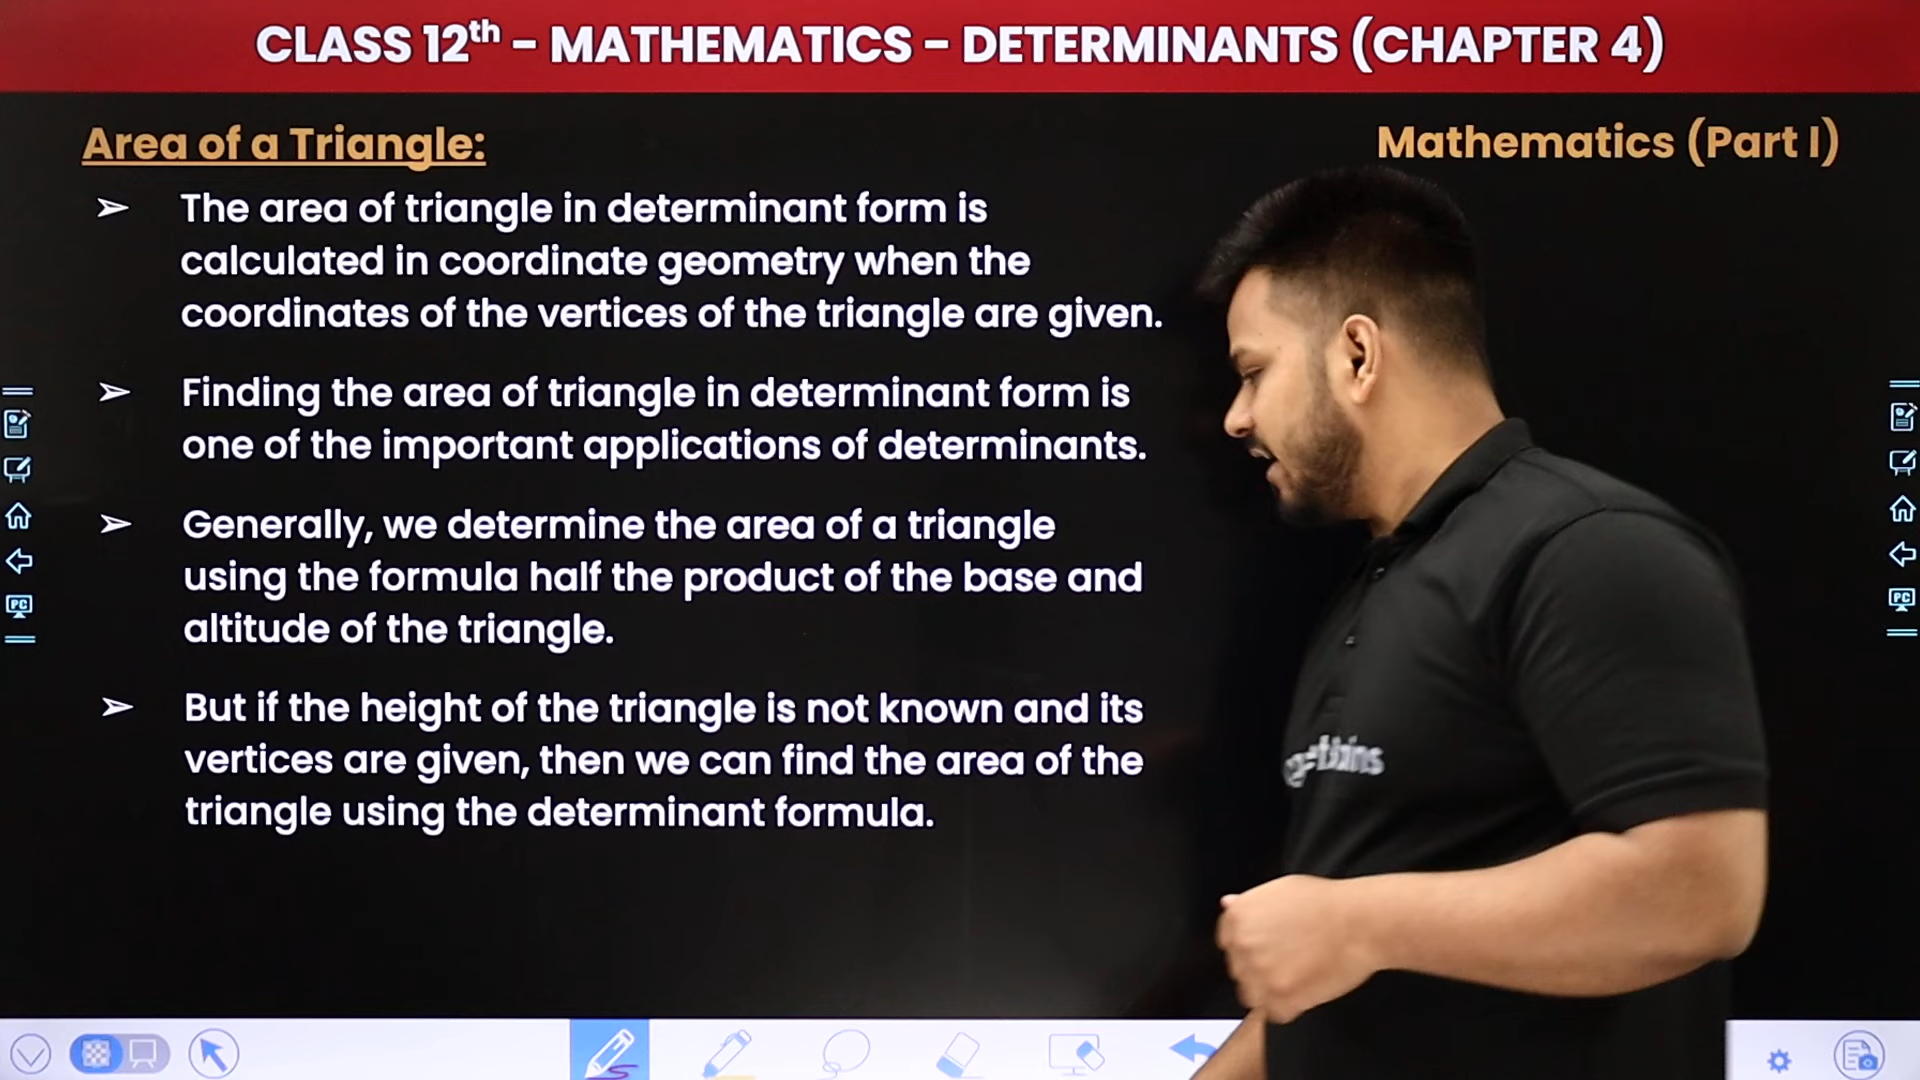 CLASS 12th - MATHEMATICS - DETERMINANTS (CHAPTER 4)
Area of a Triangle:
Mathematics (Part I)
➢ The area of triangle in determinant form is
calculated in coordinate geometry when the
coordinates of the vertices of the triangle are given.
➢ Finding the area of triangle in determinant form is
one of the important applications of determinants.
➢ Generally, we determine the area of a triangle
using the formula half the product of the base and
altitude of the triangle.
➢ But if the height of the triangle is not known and its
vertices are given, then we can find the area of the
triangle using the determinant formula.
PC
PC